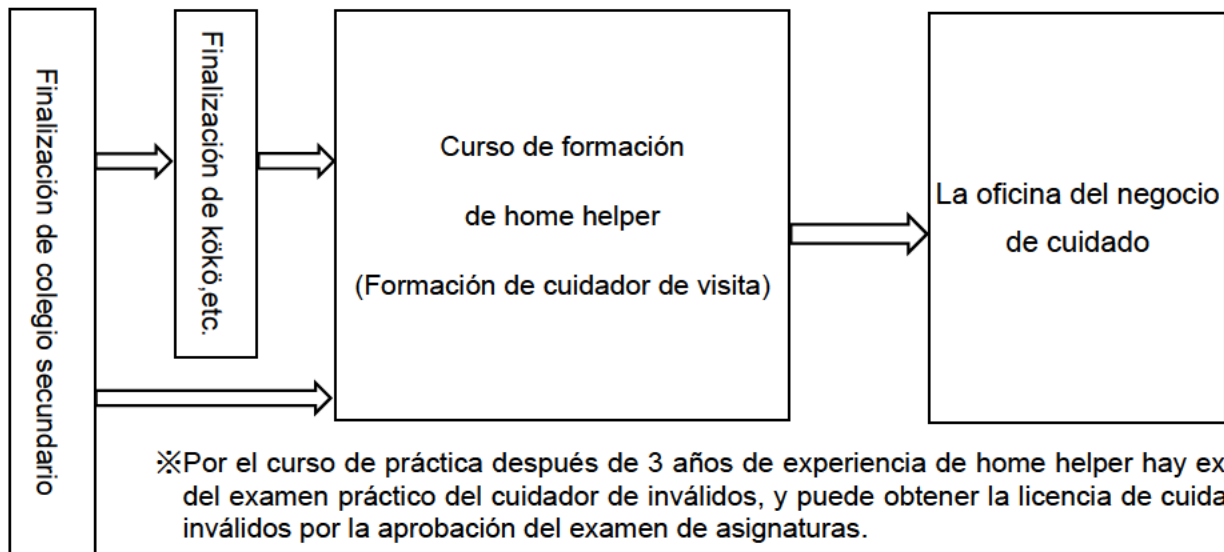 Finalización de colegio secundario
Finalización de kökö,etc.
Curso de formación
de home helper
(Formación de cuidador de visita)
La oficina del negocio
de cuidado
※Por el curso de práctica después de 3 años de experiencia de home helper hay
del examen práctico del cuidador de inválidos, y puede obtener la licencia de
inválidos por la aprobación del examen de asignaturas.